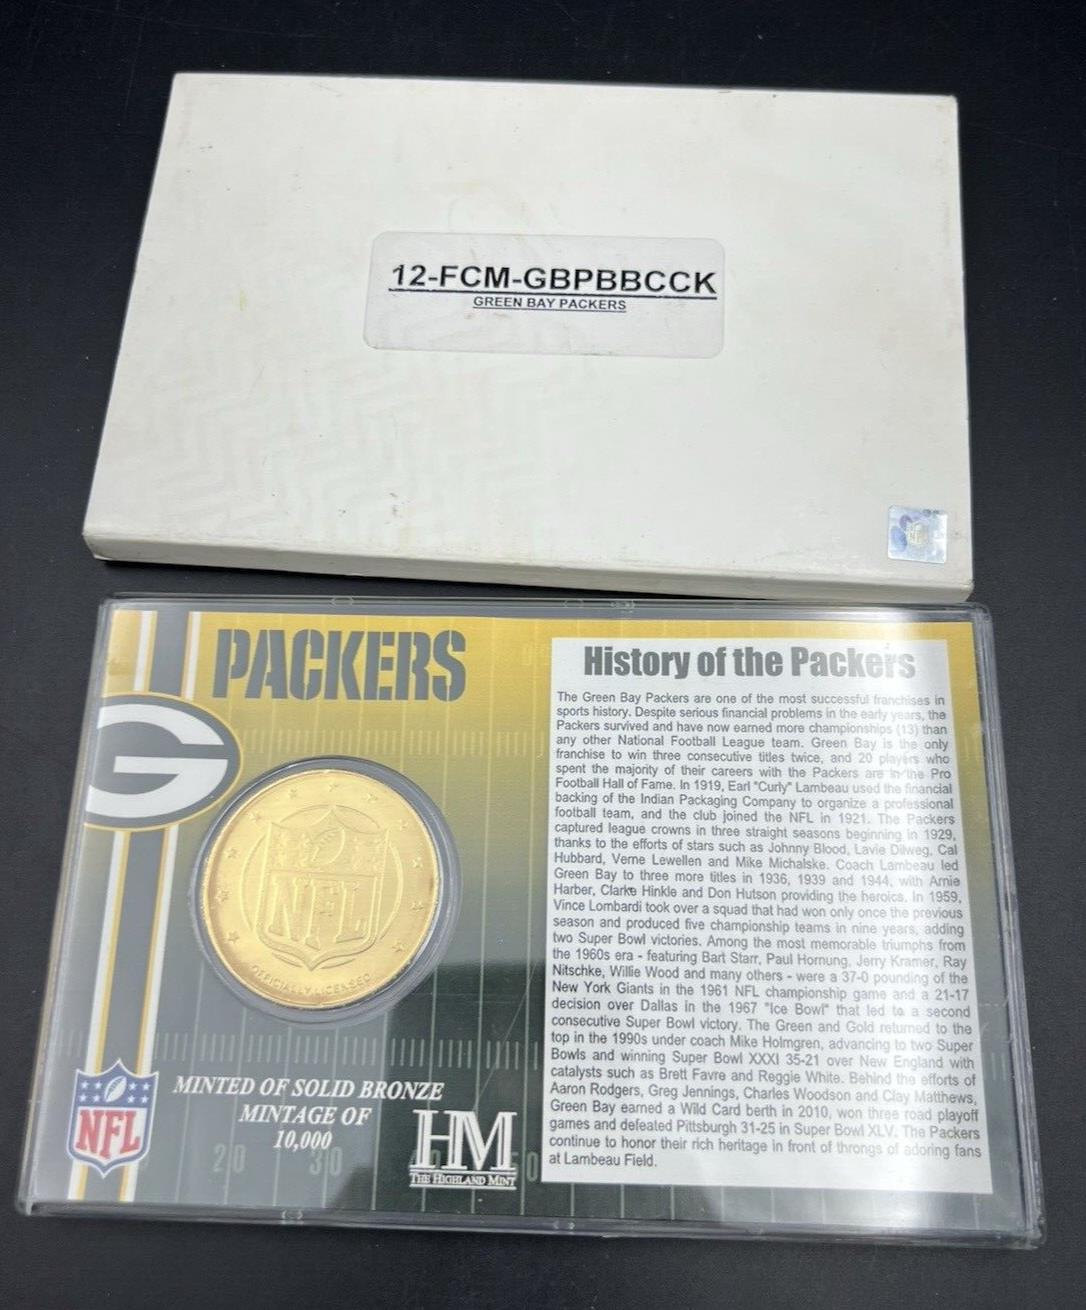 12-FCM-GBPBBCCK
GREEN BAY PACKERS
PACKERS
NFL
OFFICIALLY LICENSED
MINTED OF SOLID BRONZE
MINTAGE OF
10,000
NFL
HM
THE HIGHLAND MINT
20 30
History of the Packers
The Green Bay Packers are one of the most successful franchises in
sports history. Despite serious financial problems in the early years, the
Packers survived and have now earned more championships (13) than
any other National Football League team. Green Bay is the only
franchise to win three consecutive titles twice, and 20 players who
spent the majority of their careers with the Packers are in the Pro
Football Hall of Fame. In 1919, Earl "Curly" Lambeau used the financial
backing of the Indian Packaging Company to organize a professional
football team, and the club joined the NFL in 1921. The Packers
captured league crowns in three straight seasons beginning in 1929,
thanks to the efforts of stars such as Johnny Blood, Lavie Dilweg, Cal
Hubbard, Verne Lewellen and Mike Michalske. Coach Lambeau led
Green Bay to three more titles in 1936, 1939 and 1944, with Arnie
Harber, Clarke Hinkle and Don Hutson providing the heroics. In 1959,
Vince Lombardi took over a squad that had won only once the previous
season and produced five championship teams in nine years, adding
two Super Bowl victories. Among the most memorable triumphs from
the 1960s era - featuring Bart Starr, Paul Hornung, Jerry Kramer, Ray
Nitschke, Willie Wood and many others - were a 37-0 pounding of the
New York Giants in the 1961 NFL championship game and a 21-17
decision over Dallas in the 1967 "Ice Bowl" that led to a second
consecutive Super Bowl victory. The Green and Gold returned to the
top in the 1990s under coach Mike Holmgren, advancing to two Super
Bowls and winning Super Bowl XXXI 35-21 over New England with
catalysts such as Brett Favre and Reggie White. Behind the efforts of
Aaron Rodgers, Greg Jennings, Charles Woodson and Clay Matthews,
Green Bay earned a Wild Card berth in 2010, won three road playoff
games and defeated Pittsburgh 31-25 in Super Bowl XLV. The Packers
continue to honor their rich heritage in front of throngs of adoring fans
at Lambeau Field.